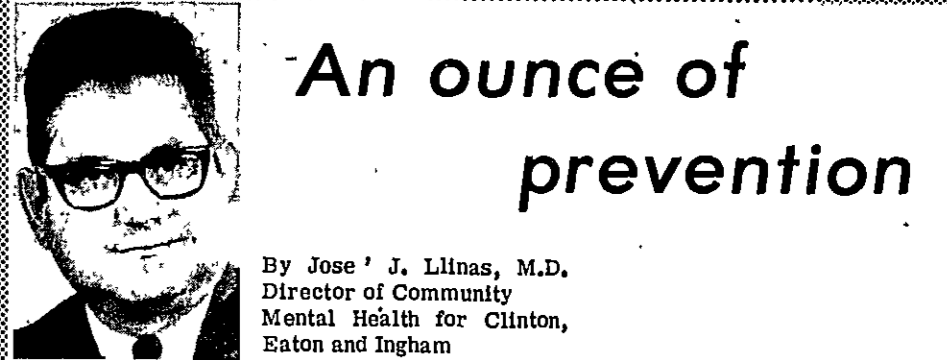 An ounce of
prevention
By Jose' J. Llinas, M.D.
Director of Community
Mental Health for Clinton,
Eaton and Ingham